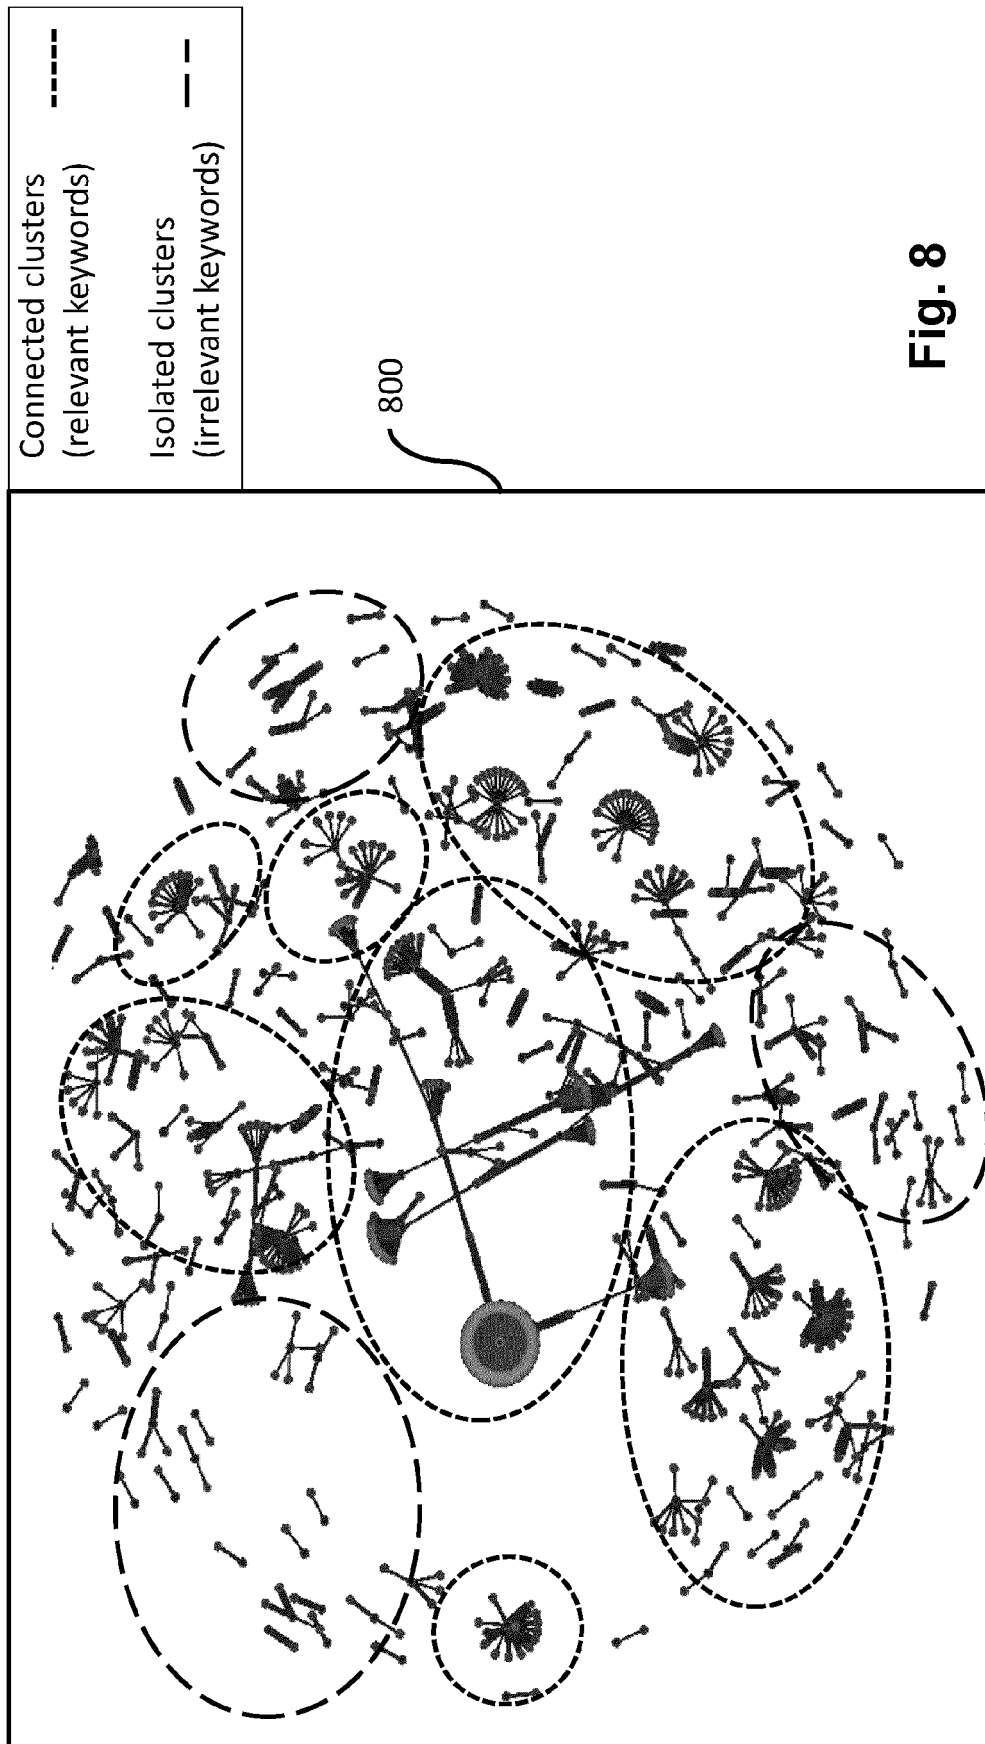 Connected clusters
(relevant keywords)
Isolated clusters
(irrelevant keywords)
800
Fig. 8